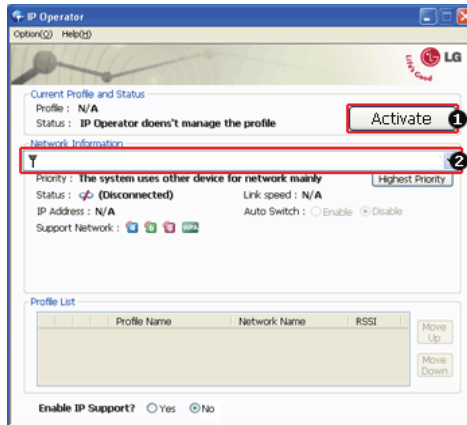 IP Operator
Option(O) Help(H)
Life's Good LG
Current Profile and Status
Profile : N/A
Status : IP Operator doens't manage the profile
Activate 1
Network Information
2
Priority : The system uses other device for network mainly Highest Priority
Status : (Disconnected) Link speed : N/A
IP Address : N/A Auto Switch : Enable Disable
Support Network : a b g WPA
Profile List
Profile Name Network Name RSSI
Move Up
Move Down
Enable IP Support? Yes No